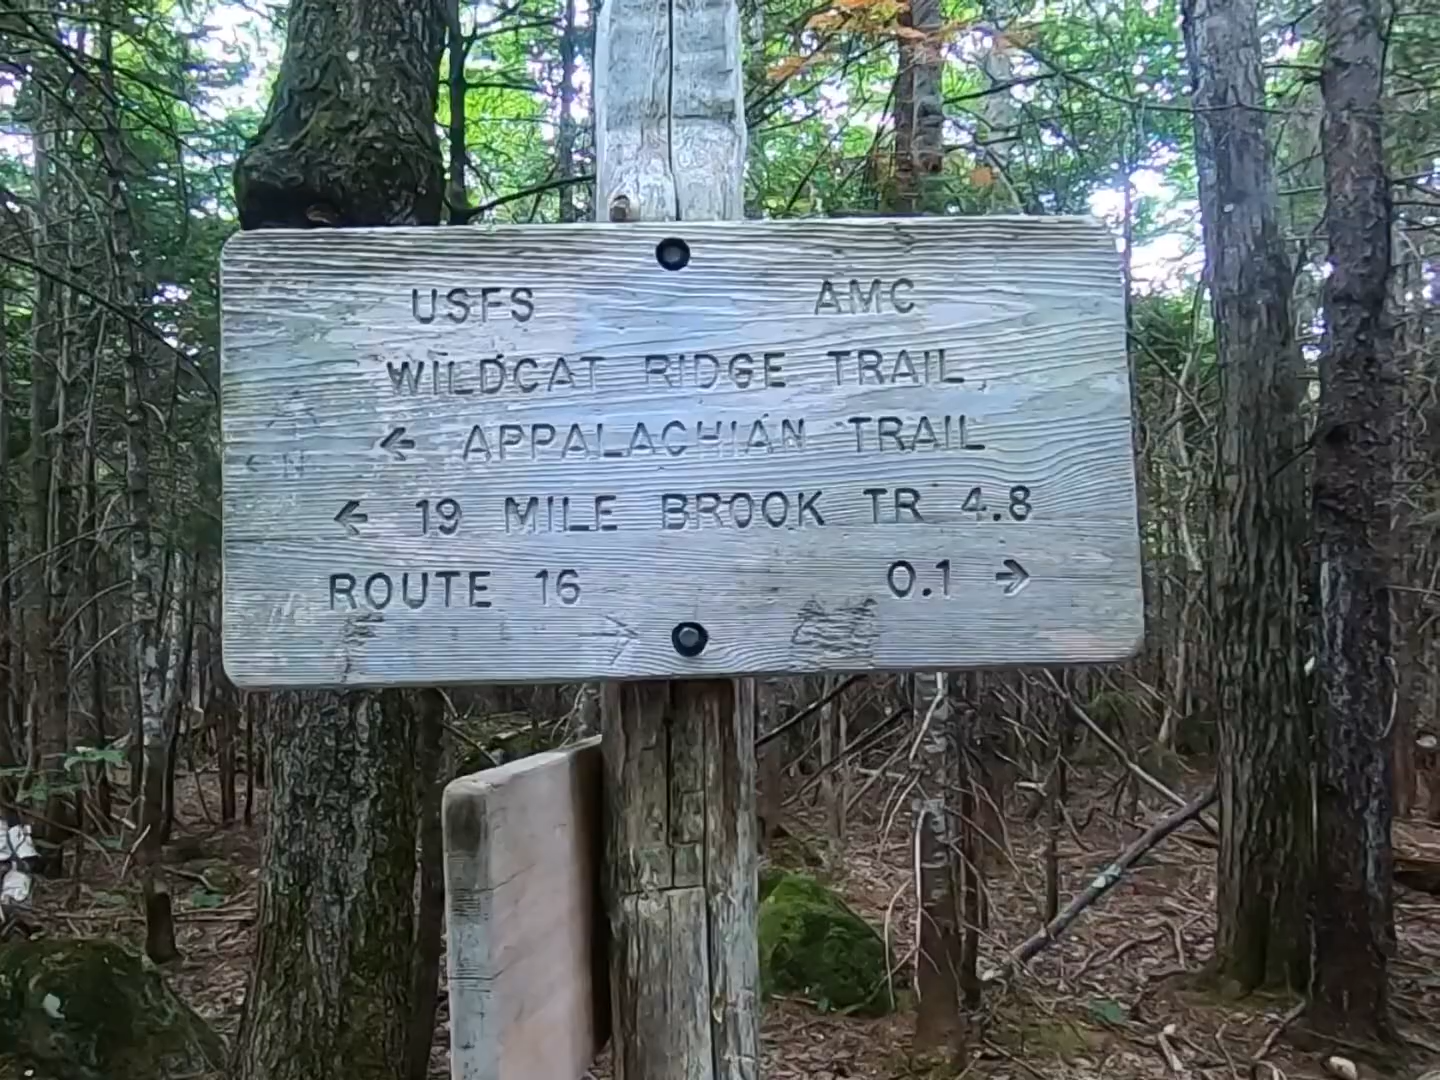 USFS AMC
WILDCAT RIDGE TRAIL
← APPALACHIAN TRAIL
← 19 MILE BROOK TR 4.8
ROUTE 16 0.1 →